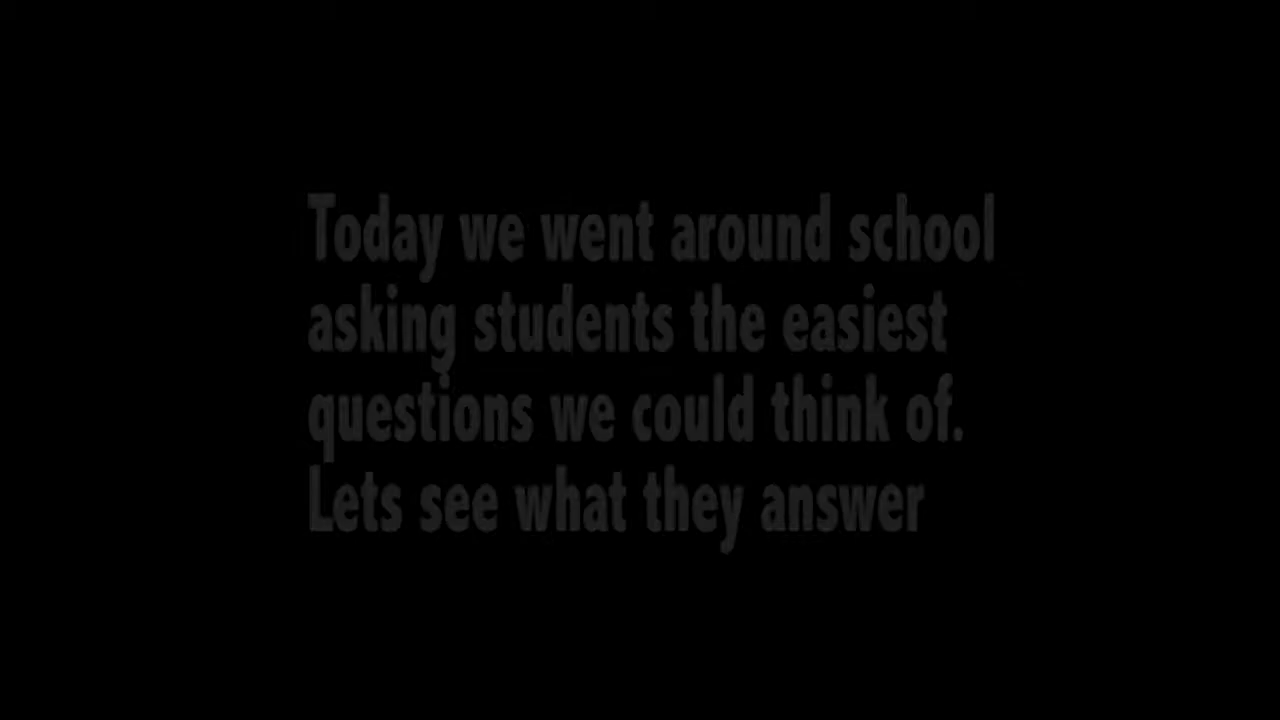 Today we went around school
asking students the easiest
questions we could think of.
Lets see what they answer